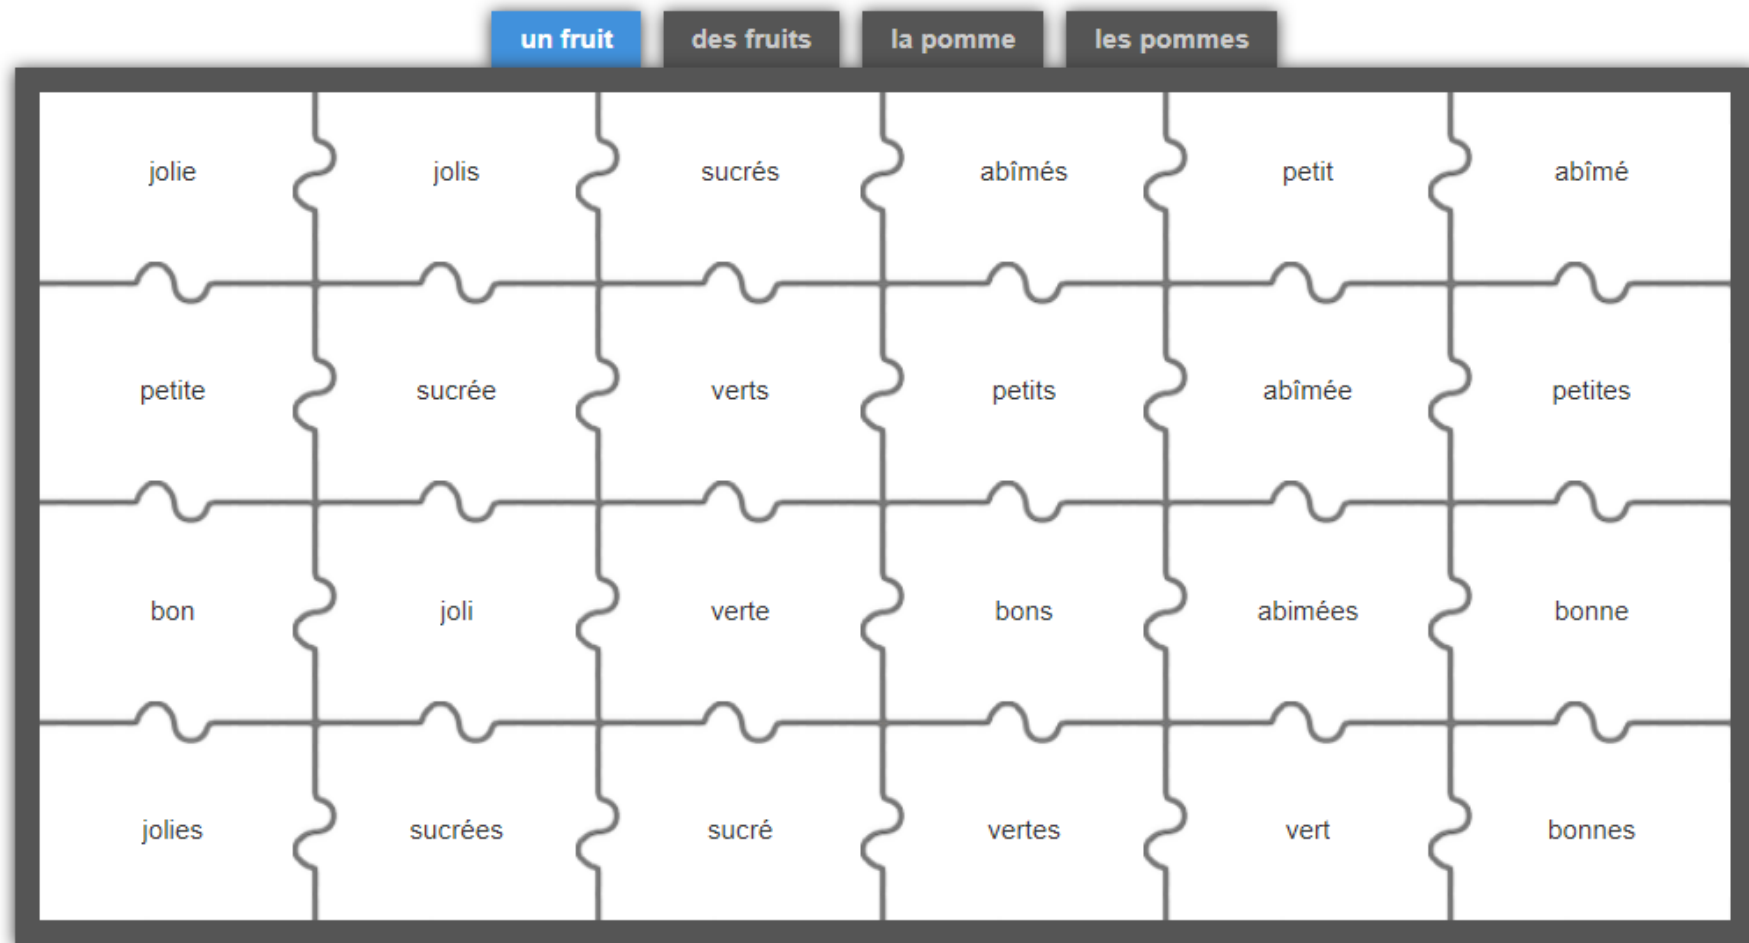 un fruit des fruits la pomme les pommes
jolie jolis sucrés abîmés petit abîmé
petite sucrée verts petits abîmée petites
bon joli verte bons abimées bonne
jolies sucrées sucré vertes vert bonnes